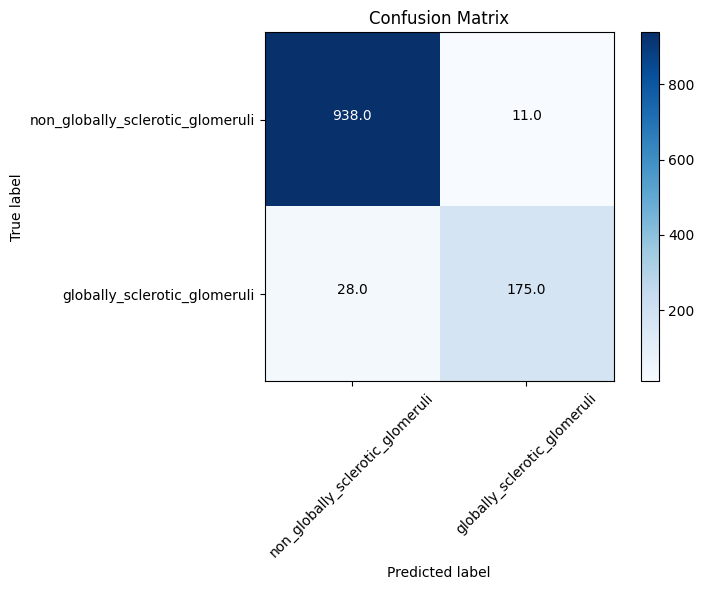 Confusion Matrix
True label
non_globally_sclerotic_glomeruli
938.0
11.0
globally_sclerotic_glomeruli
28.0
175.0
800
600
400
200
non_globally_sclerotic_glomeruli
globally_sclerotic_glomeruli
Predicted label